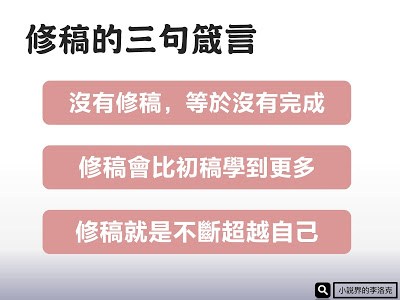 修稿的三句箴言
沒有修稿，等於沒有完成
修稿會比初稿學到更多
修稿就是不斷超越自己
小說界的李洛克